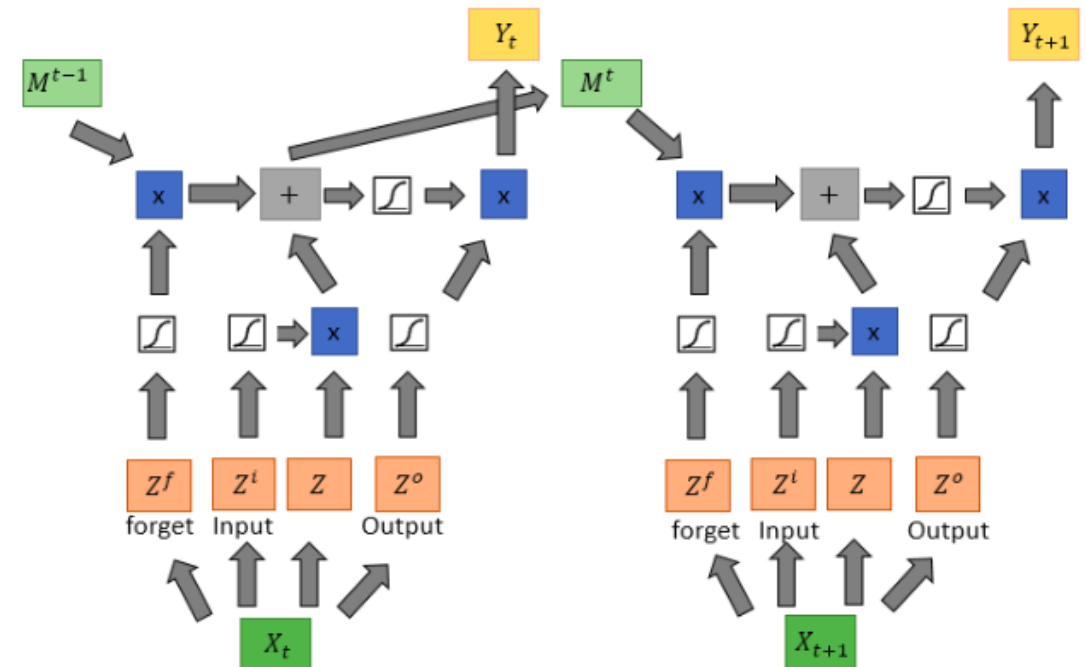 Y_t
Y_{t+1}
M^{t-1}
M^t
x
+
x
x
+
x
x
x
Z^f
Z^i
Z
Z^o
Z^f
Z^i
Z
Z^o
forget
Input
Output
forget
Input
Output
X_t
X_{t+1}